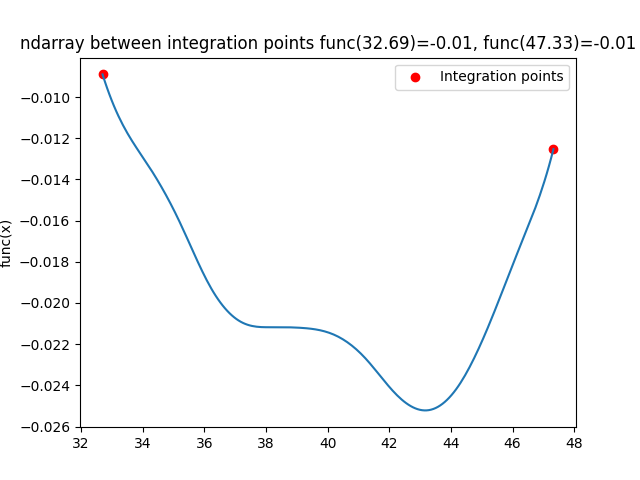 ndarray between integration points func(32.69)=-0.01, func(47.33)=-0.01
Integration points
func(x)
−0.010
−0.012
−0.014
−0.016
−0.018
−0.020
−0.022
−0.024
−0.026
32 34 36 38 40 42 44 46 48